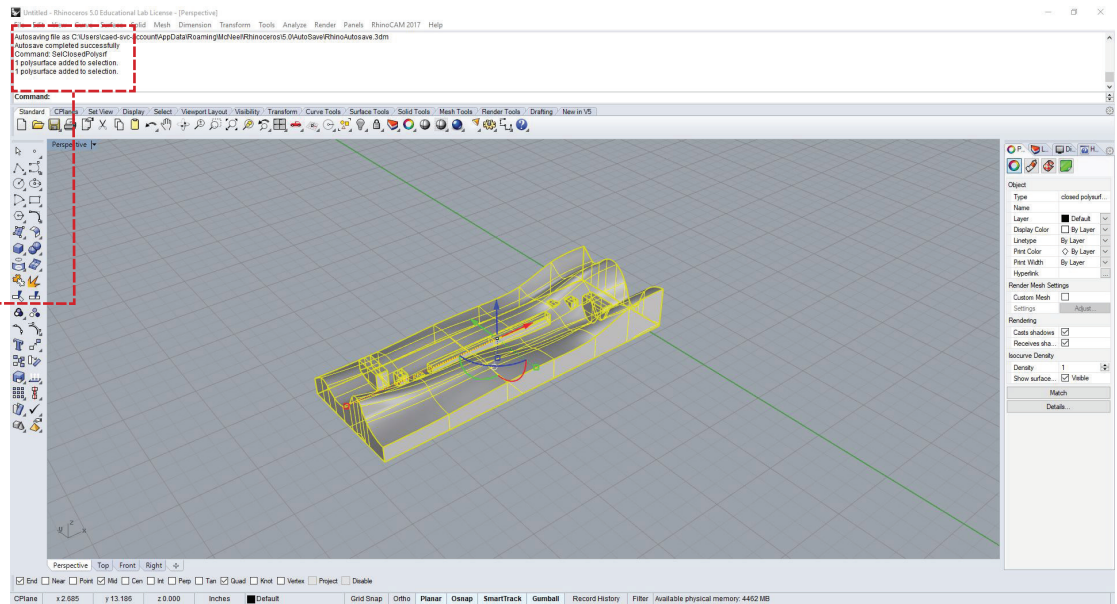 Untitled - Rhinoceros 5.0 Educational Lab License - [Perspective]
File Edit View Curve Surface Solid Mesh Dimension Transform Tools Analyze Render Panels RhinoCAM 2017 Help
Autosaving file as C:\Users\caed-svc-account\AppData\Roaming\McNeel\Rhinoceros\5.0\AutoSave\RhinoAutosave.3dm
Autosave completed successfully
Command: SelClosedPolysrf
1 polysurface added to selection.
1 polysurface added to selection.
Command:
Standard CPlanes Set View Display Select Viewport Layout Visibility Transform Curve Tools Surface Tools Solid Tools Mesh Tools Render Tools Drafting New in V5
Perspective
P... L... Di... H...
Object
Type closed polysurf...
Name
Layer Default
Display Color By Layer
Linetype By Layer
Print Color By Layer
Print Width By Layer
Hyperlink ...
Render Mesh Settings
Custom Mesh
Settings Adjust...
Rendering
Casts shadows
Receives sha...
Isocurve Density
Density 1
Show surface... Visible
Match
Details...
z
x
Perspective Top Front Right
End Near Point Mid Cen Int Perp Tan Quad Knot Vertex Project Disable
CPlane x 2.685 y 13.186 z 0.000 Inches Default Grid Snap Ortho Planar Osnap SmartTrack Gumball Record History Filter Available physical memory: 4462 MB